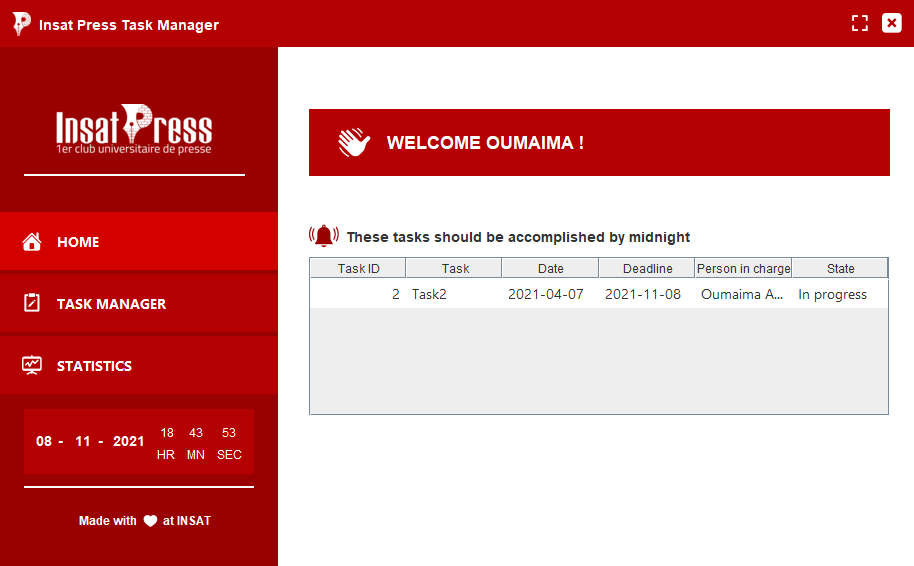 Insat Press Task Manager
Insat Press
1er club universitaire de presse
HOME
TASK MANAGER
STATISTICS
08 - 11 - 2021
18 43 53
HR MN SEC
Made with at INSAT
WELCOME OUMAIMA !
These tasks should be accomplished by midnight
Task ID Task Date Deadline Person in charge State
2 Task2 2021-04-07 2021-11-08 Oumaima A... In progress